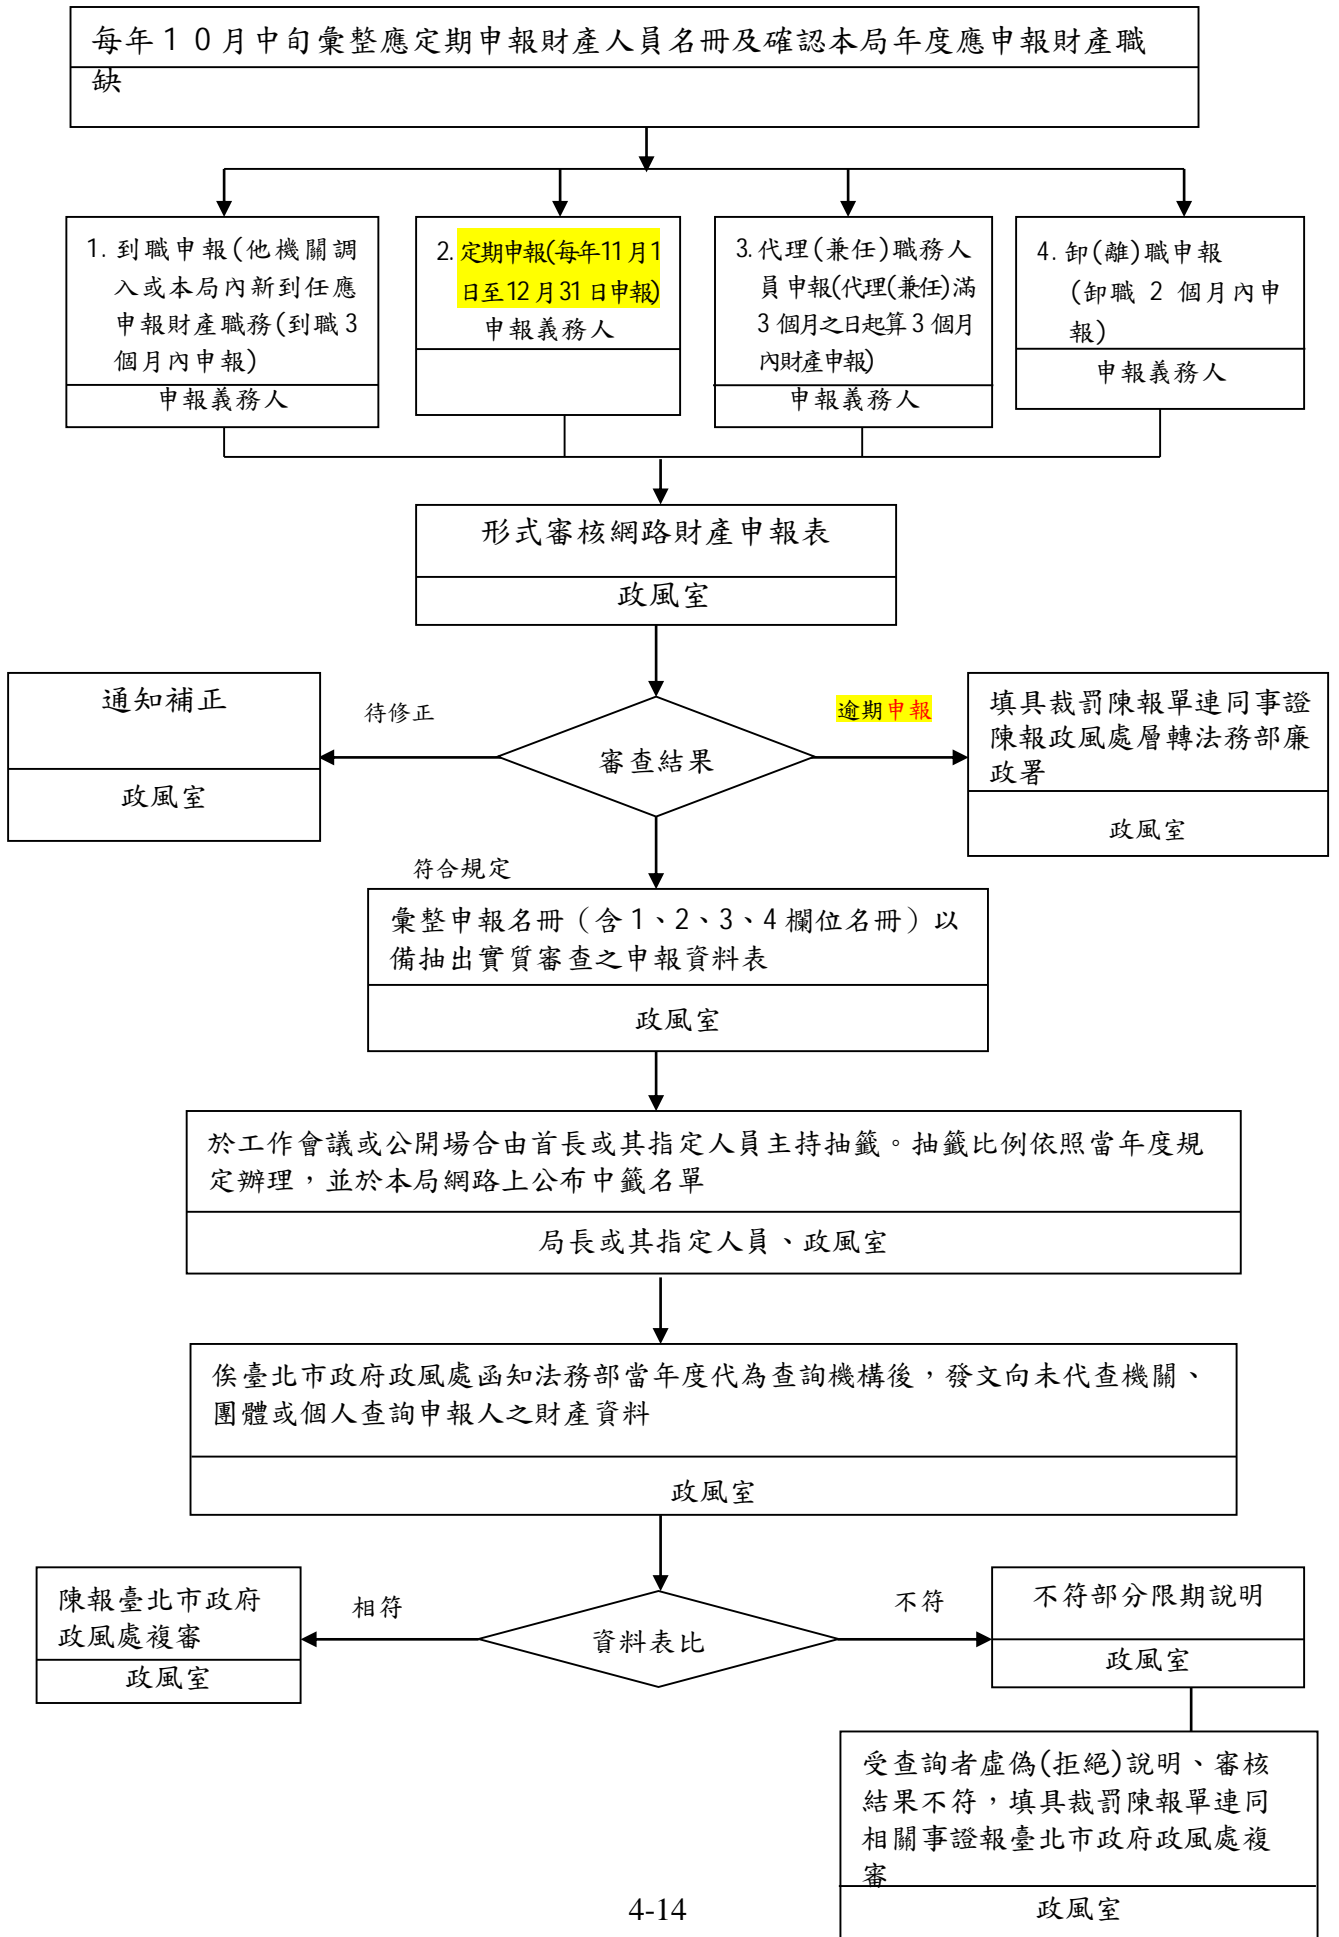 每年１０月中旬彙整應定期申報財產人員名冊及確認本局年度應申報財產職
缺
1. 到職申報(他機關調
入或本局內新到任應
申報財產職務(到職3
個月內申報)
申報義務人
2. 定期申報(每年11月1
日至12月31日申報)
申報義務人
3. 代理(兼任)職務人
員申報(代理(兼任)滿
3個月之日起算3個月
內財產申報)
申報義務人
4. 卸(離)職申報
(卸職 2 個月內申
報)
申報義務人
形式審核網路財產申報表
政風室
通知補正
政風室
待修正
審查結果
逾期申報
填具裁罰陳報單連同事證
陳報政風處層轉法務部廉
政署
政風室
符合規定
彙整申報名冊（含1、2、3、4欄位名冊）以
備抽出實質審查之申報資料表
政風室
於工作會議或公開場合由首長或其指定人員主持抽籤。抽籤比例依照當年度規
定辦理，並於本局網路上公布中籤名單
局長或其指定人員、政風室
俟臺北市政府政風處函知法務部當年度代為查詢機構後，發文向未代查機關、
團體或個人查詢申報人之財產資料
政風室
陳報臺北市政府
政風處複審
政風室
相符
資料表比
不符
不符部分限期說明
政風室
受查詢者虛偽(拒絕)說明、審核
結果不符，填具裁罰陳報單連同
相關事證報臺北市政府政風處複
審
政風室
4-14